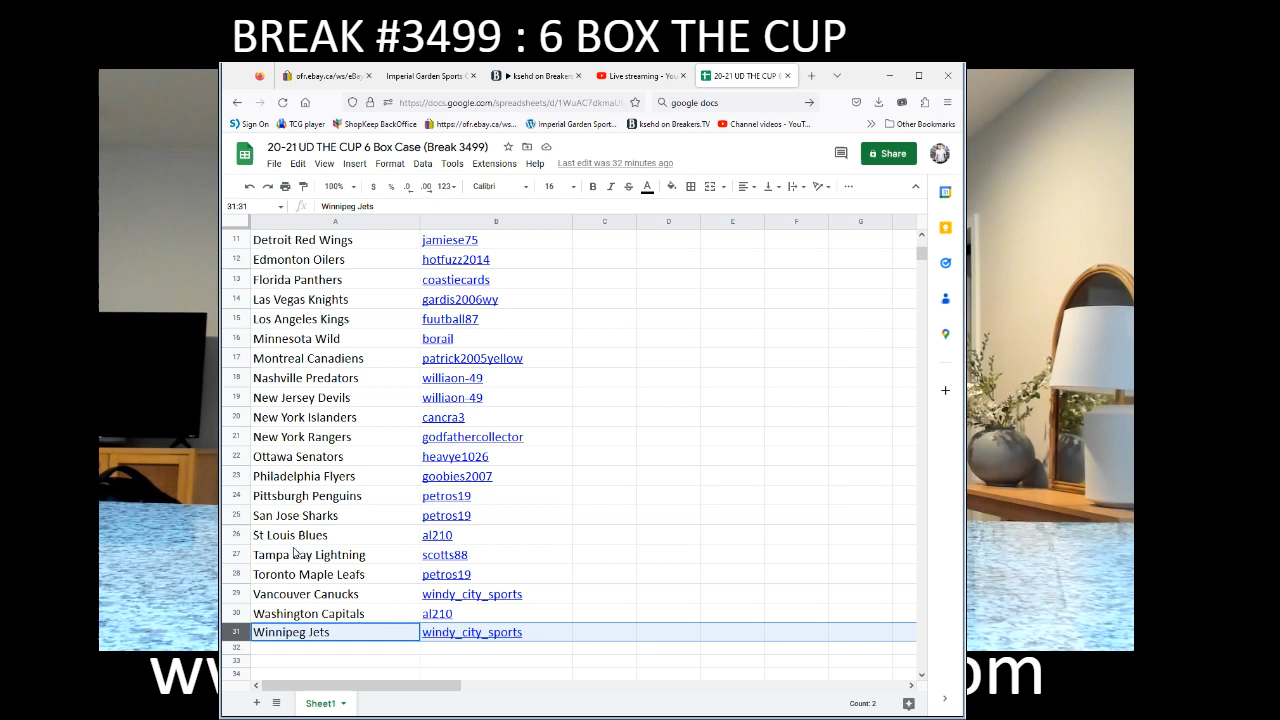 BREAK #3499 : 6 BOX THE CUP
ofr.ebay.ca/ws/eBay Imperial Garden Sports C ksehd on Breakers. Live streaming - You 20-21 UD THE CUP 6
https://docs.google.com/spreadsheets/d/1WuAC7dkmaU google docs
Sign On TCG player ShopKeep BackOffice https://ofr.ebay.ca/ws... Imperial Garden Sport... ksehd on Breakers.TV Channel videos - YouT... Other Bookmarks
20-21 UD THE CUP 6 Box Case (Break 3499)
File Edit View Insert Format Data Tools Extensions Help Last edit was 32 minutes ago
Share
100% $ % .0 .00 123 Calibri 16 B I S A
31:31 fx Winnipeg Jets
A B C D E F G
11 Detroit Red Wings jamiese75
12 Edmonton Oilers hotfuzz2014
13 Florida Panthers coastiecards
14 Las Vegas Knights gardis2006wy
15 Los Angeles Kings fuutball87
16 Minnesota Wild borail
17 Montreal Canadiens patrick2005yellow
18 Nashville Predators williaon-49
19 New Jersey Devils williaon-49
20 New York Islanders cancra3
21 New York Rangers godfathercollector
22 Ottawa Senators heavye1026
23 Philadelphia Flyers goobies2007
24 Pittsburgh Penguins petros19
25 San Jose Sharks petros19
26 St Louis Blues al210
27 Tampa Bay Lightning scotts88
28 Toronto Maple Leafs petros19
29 Vancouver Canucks windy_city_sports
30 Washington Capitals al210
31 Winnipeg Jets windy_city_sports
32
33
34
Sheet1 Count: 2